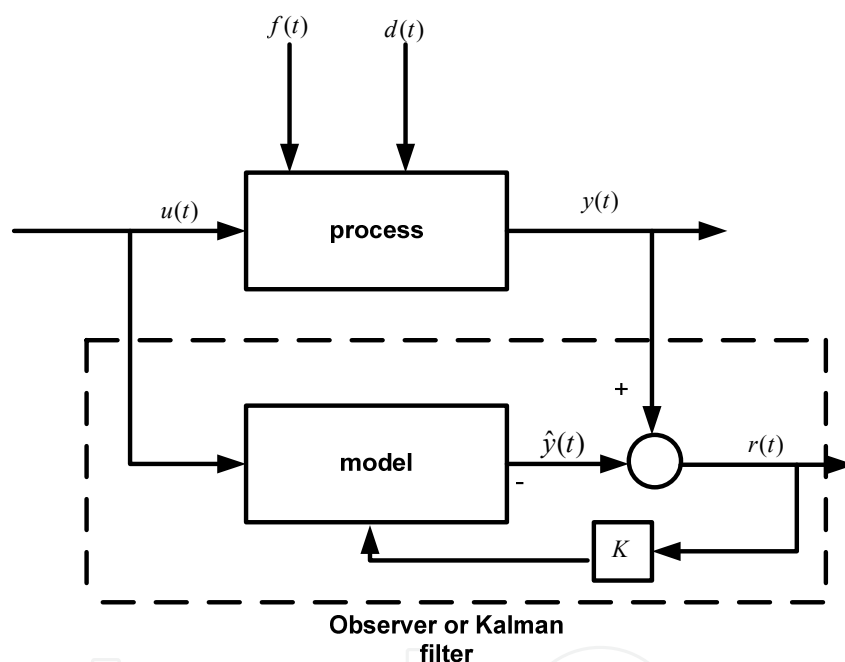 f(t)
d(t)
u(t)
y(t)
process
+
model
ŷ(t)
r(t)
-
K
Observer or Kalman
filter